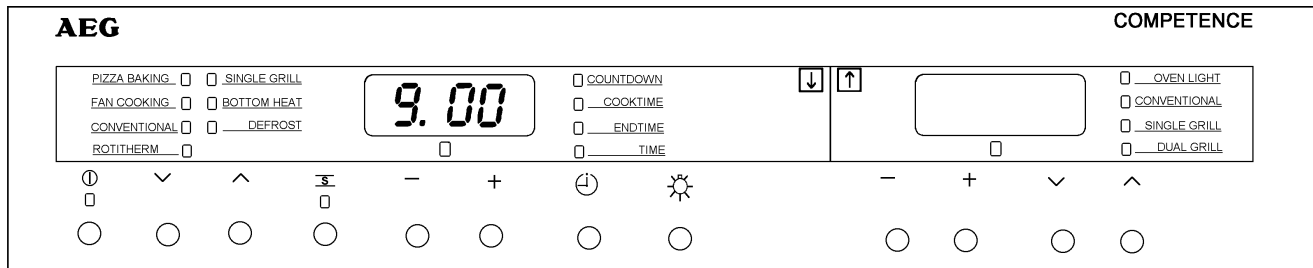 AEG
COMPETENCE
PIZZA BAKING
FAN COOKING
CONVENTIONAL
ROTITHERM
SINGLE GRILL
BOTTOM HEAT
DEFROST
9.00
COUNTDOWN
COOKTIME
ENDTIME
TIME
OVEN LIGHT
CONVENTIONAL
SINGLE GRILL
DUAL GRILL
S